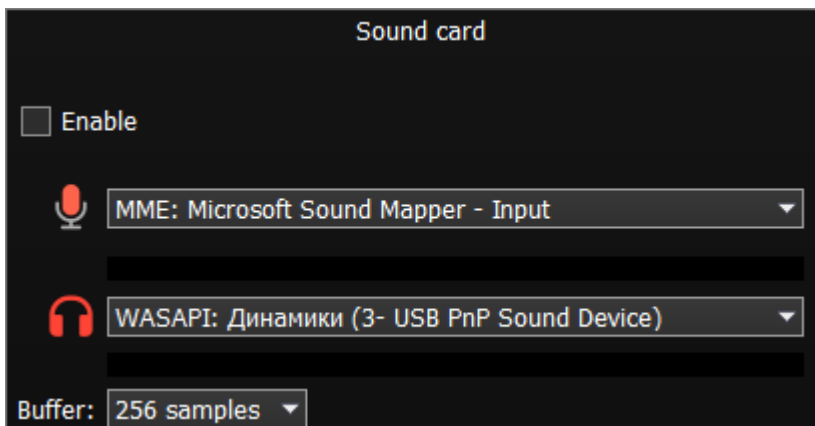 Sound card
Enable
MME: Microsoft Sound Mapper - Input
WASAPI: Динамики (3- USB PnP Sound Device)
Buffer: 256 samples